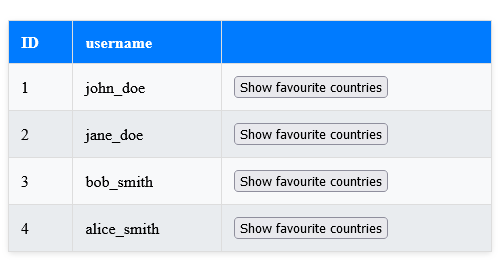 ID username
1 john_doe Show favourite countries
2 jane_doe Show favourite countries
3 bob_smith Show favourite countries
4 alice_smith Show favourite countries